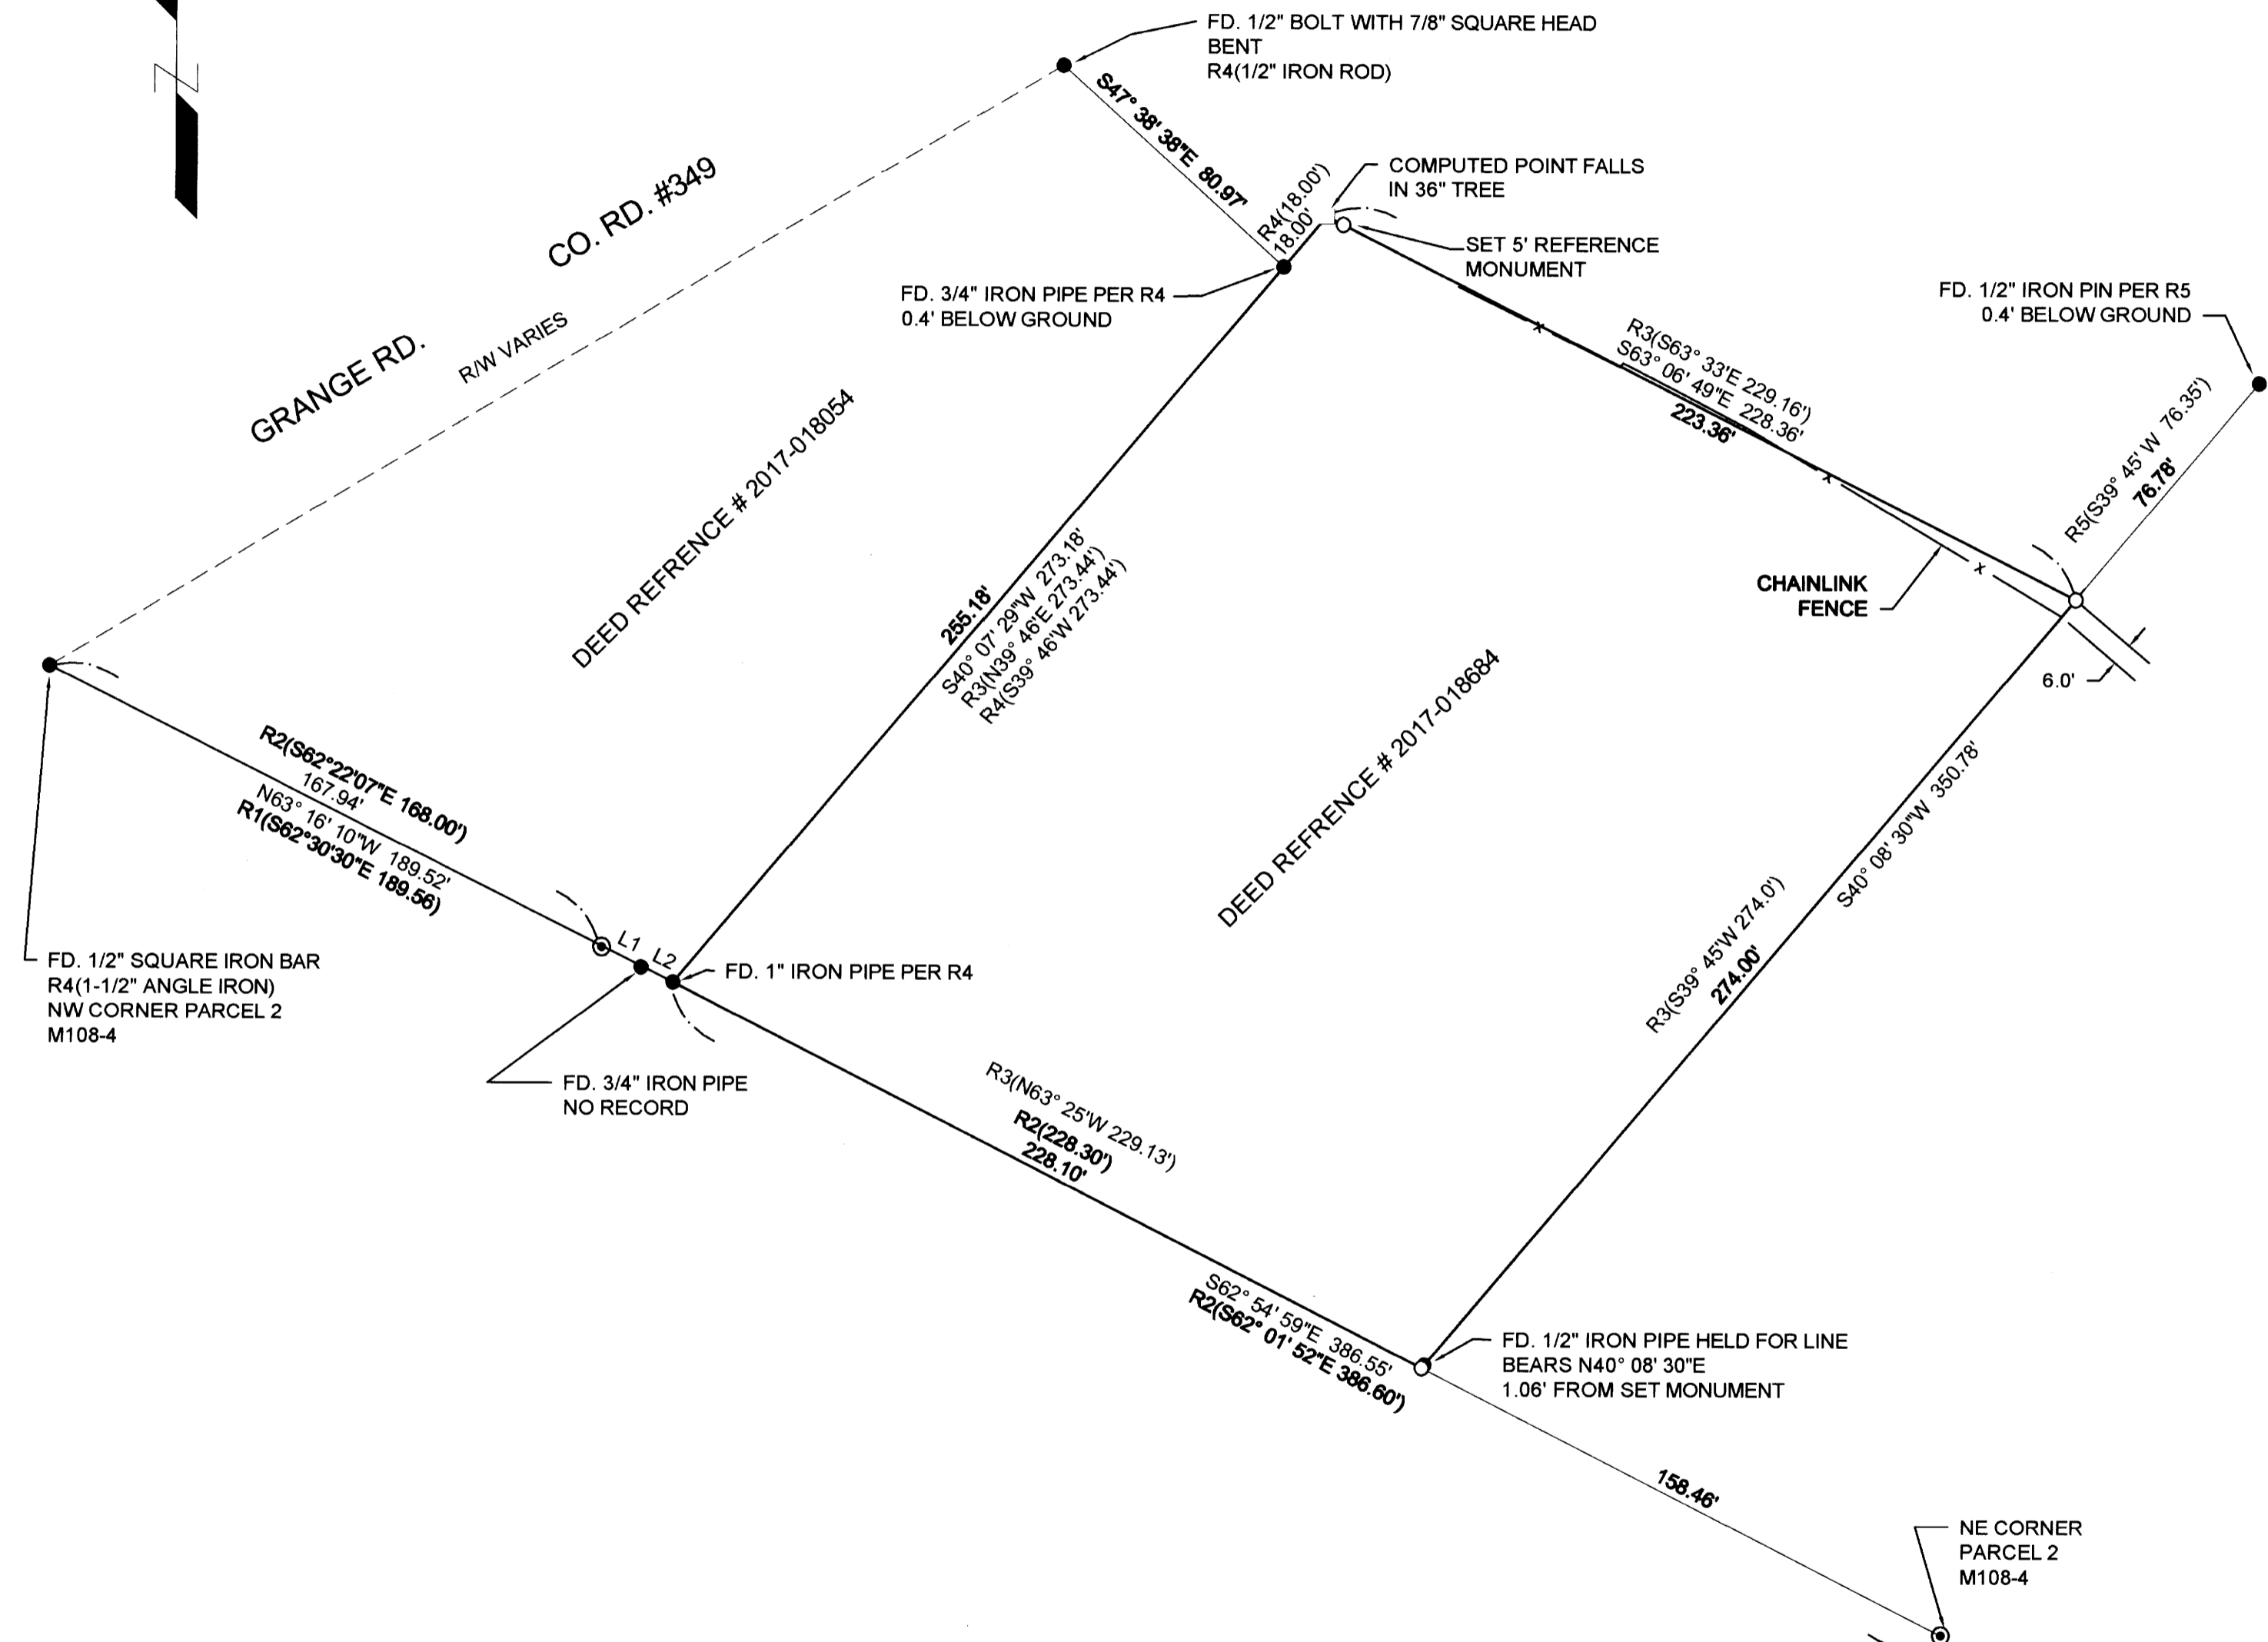 FD. 1/2" BOLT WITH 7/8" SQUARE HEAD
BENT
R4(1/2" IRON ROD)
N
S47° 38' 38"E 80.97'
R4(18.00')
18.00'
COMPUTED POINT FALLS
IN 36" TREE
SET 5' REFERENCE
MONUMENT
FD. 3/4" IRON PIPE PER R4
0.4' BELOW GROUND
FD. 1/2" IRON PIN PER R5
0.4' BELOW GROUND
GRANGE RD.
CO. RD. #349
R/W VARIES
R3(S63° 33'E 229.16')
S63° 06' 49"E 228.36'
223.36'
x
x
x
R5(S39° 45' W 76.35')
76.78'
CHAINLINK
FENCE
6.0'
DEED REFRENCE # 2017-018054
255.18'
S40° 07' 29"W 273.18'
R3(N39° 46'E 273.44')
R4(S39° 46'W 273.44')
DEED REFRENCE # 2017-018684
R2(S62°22'07"E 168.00')
167.94'
N63° 16' 10"W 189.52'
R1(S62°30'30"E 189.56)
S40° 08' 30"W 350.78'
R3(S39° 45'W 274.0')
274.00'
L1
L2
FD. 1" IRON PIPE PER R4
FD. 1/2" SQUARE IRON BAR
R4(1-1/2" ANGLE IRON)
NW CORNER PARCEL 2
M108-4
FD. 3/4" IRON PIPE
NO RECORD
R3(N63° 25'W 229.13')
R2(228.30')
228.10'
S62° 54' 59"E 386.55'
R2(S62° 01' 52"E 386.60')
FD. 1/2" IRON PIPE HELD FOR LINE
BEARS N40° 08' 30"E
1.06' FROM SET MONUMENT
158.46'
NE CORNER
PARCEL 2
M108-4